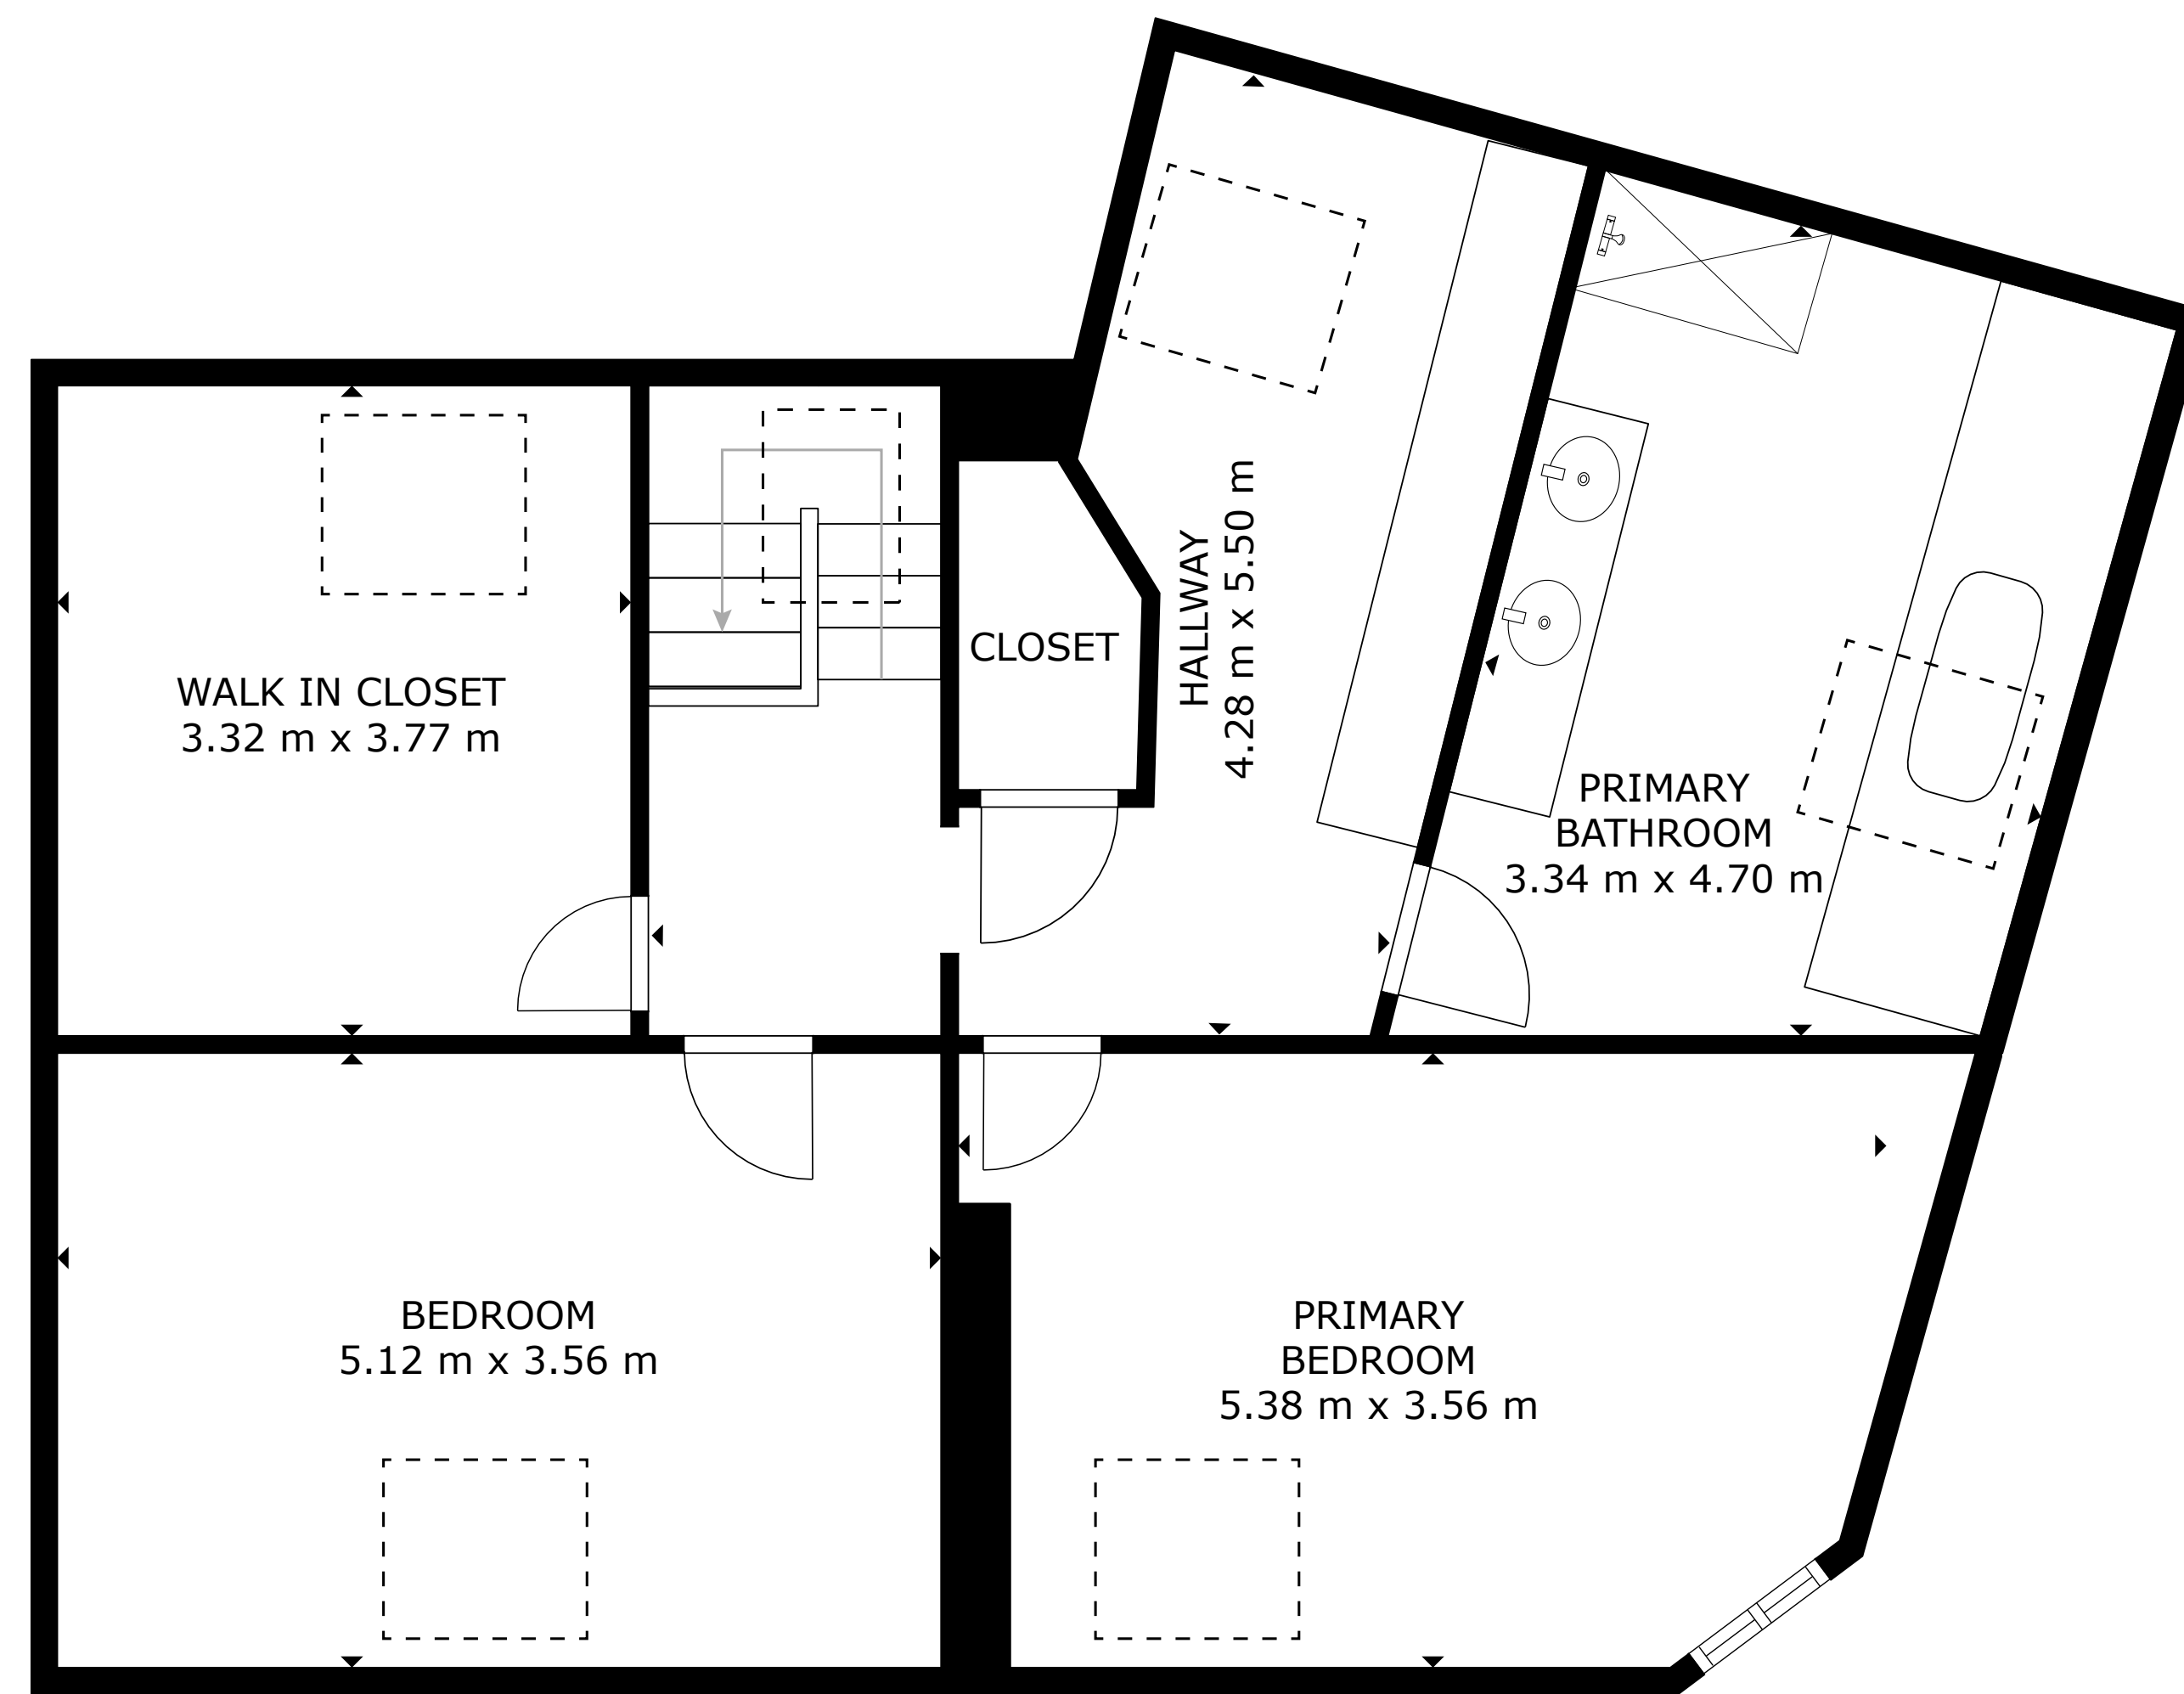 WALK IN CLOSET
3.32 m x 3.77 m
CLOSET
HALLWAY
4.28 m x 5.50 m
PRIMARY
BATHROOM
3.34 m x 4.70 m
BEDROOM
5.12 m x 3.56 m
PRIMARY
BEDROOM
5.38 m x 3.56 m